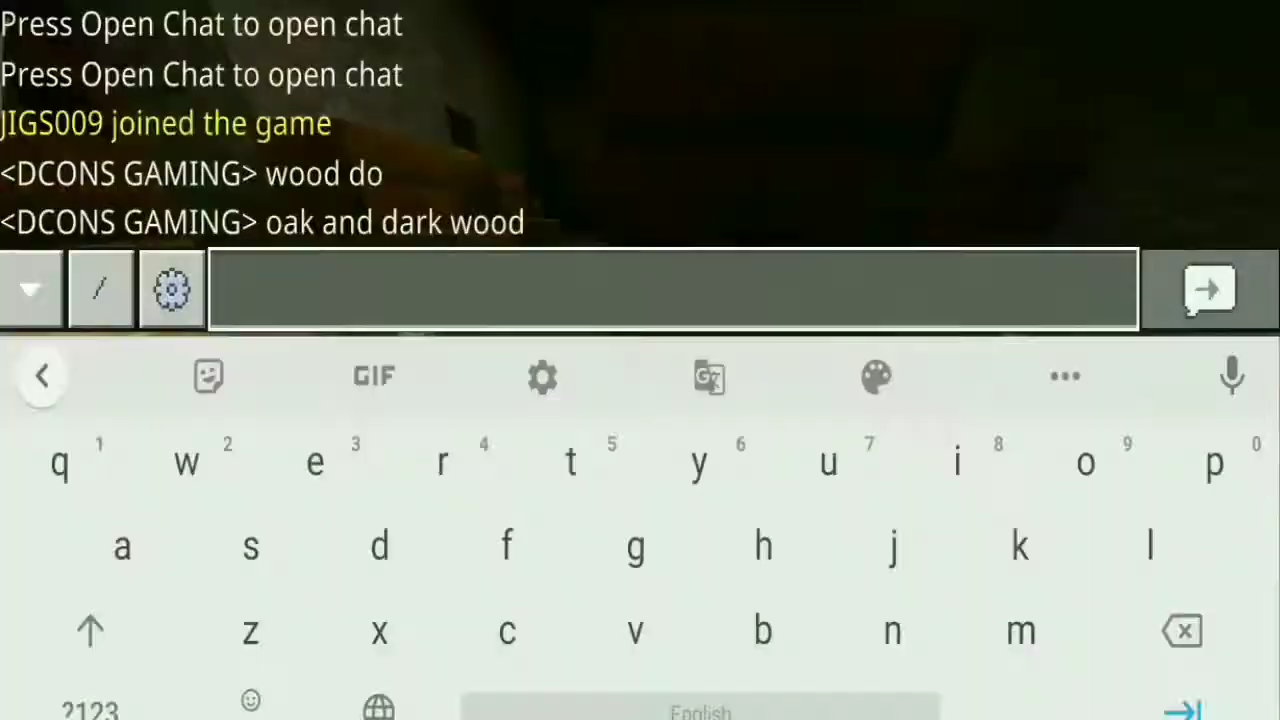 Press Open Chat to open chat
Press Open Chat to open chat
JIGS009 joined the game
<DCONS GAMING> wood do
<DCONS GAMING> oak and dark wood
/
GIF
q 1 w 2 e 3 r 4 t 5 y 6 u 7 i 8 o 9 p 0
a s d f g h j k l
z x c v b n m
?123 English